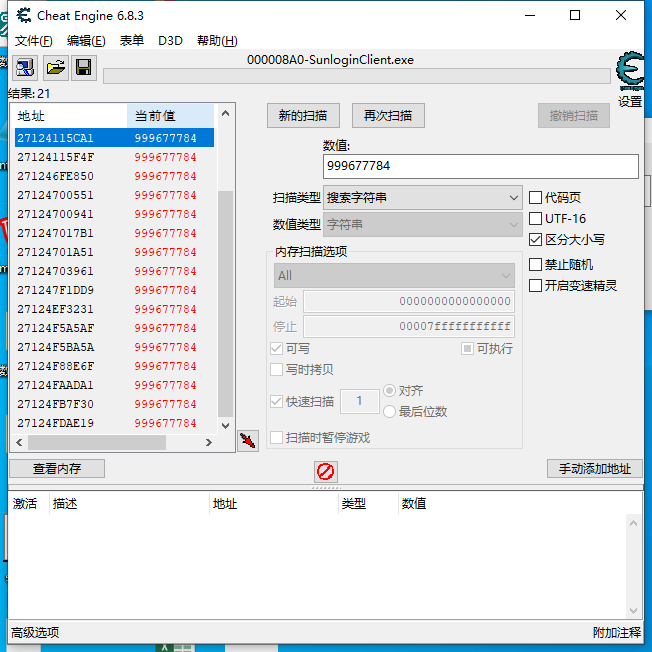 Cheat Engine 6.8.3
文件(F) 编辑(E) 表单 D3D 帮助(H)
000008A0-SunloginClient.exe
结果: 21
设置
地址 当前值
27124115CA1 999677784
27124115F4F 999677784
271246FE850 999677784
27124700551 999677784
27124700941 999677784
271247017B1 999677784
27124701A51 999677784
27124703961 999677784
271247F1DD9 999677784
27124EF3231 999677784
27124F5A5AF 999677784
27124F5BA5A 999677784
27124F88E6F 999677784
27124FAADA1 999677784
27124FB7F30 999677784
27124FDAE19 999677784
新的扫描 再次扫描 撤销扫描
数值:
999677784
扫描类型 搜索字符串
数值类型 字符串
代码页
UTF-16
区分大小写
禁止随机
开启变速精灵
内存扫描选项
All
起始 0000000000000000
停止 00007fffffffffff
可写 可执行
写时拷贝
快速扫描 1 对齐
最后位数
扫描时暂停游戏
查看内存 手动添加地址
激活 描述 地址 类型 数值
高级选项 附加注释